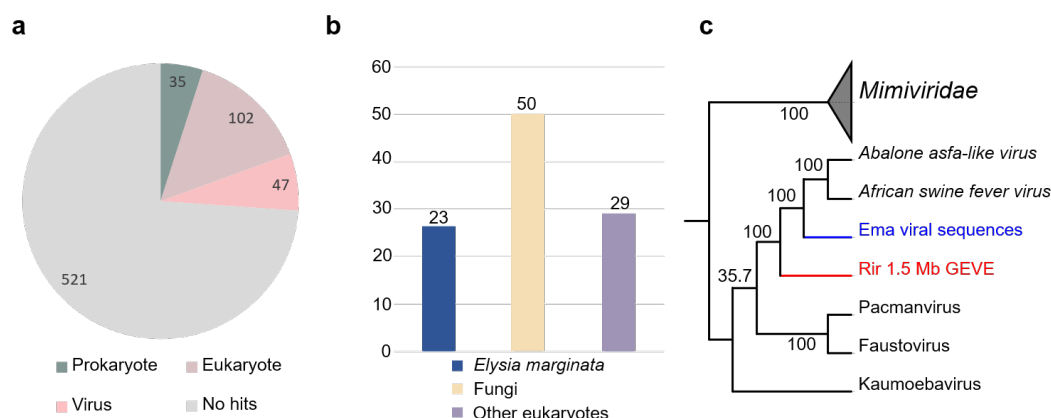 a
35
102
47
521
Prokaryote
Eukaryote
Virus
No hits
b
60
50
40
30
20
10
0
23
50
29
Elysia marginata
Fungi
Other eukaryotes
c
Mimiviridae
100
Abalone asfa-like virus
100
African swine fever virus
100
Ema viral sequences
100
Rir 1.5 Mb GEVE
35.7
Pacmanvirus
100
Faustovirus
Kaumoebavirus